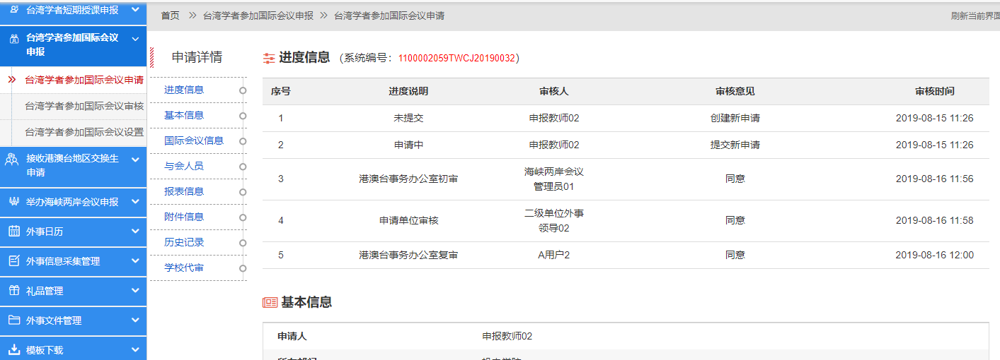 台湾学者短期授课申报
台湾学者参加国际会议
申报
台湾学者参加国际会议申请
台湾学者参加国际会议审核
台湾学者参加国际会议设置
接收港澳台地区交换生
申请
举办海峡两岸会议申报
外事日历
外事信息采集管理
礼品管理
外事文件管理
模板下载
首页 >> 台湾学者参加国际会议申报 >> 台湾学者参加国际会议申请
刷新当前界面
申请详情
进度信息
基本信息
国际会议信息
与会人员
报表信息
附件信息
历史记录
学校代审
进度信息 (系统编号：1100002059TWCJ20190032)
序号 进度说明 审核人 审核意见 审核时间
1 未提交 申报教师02 创建新申请 2019-08-15 11:26
2 申请中 申报教师02 提交新申请 2019-08-15 11:26
3 港澳台事务办公室初审 海峡两岸会议
管理员01 同意 2019-08-16 11:56
4 申请单位审核 二级单位外事
领导02 同意 2019-08-16 11:58
5 港澳台事务办公室复审 A用户2 同意 2019-08-16 12:00
基本信息
申请人 申报教师02